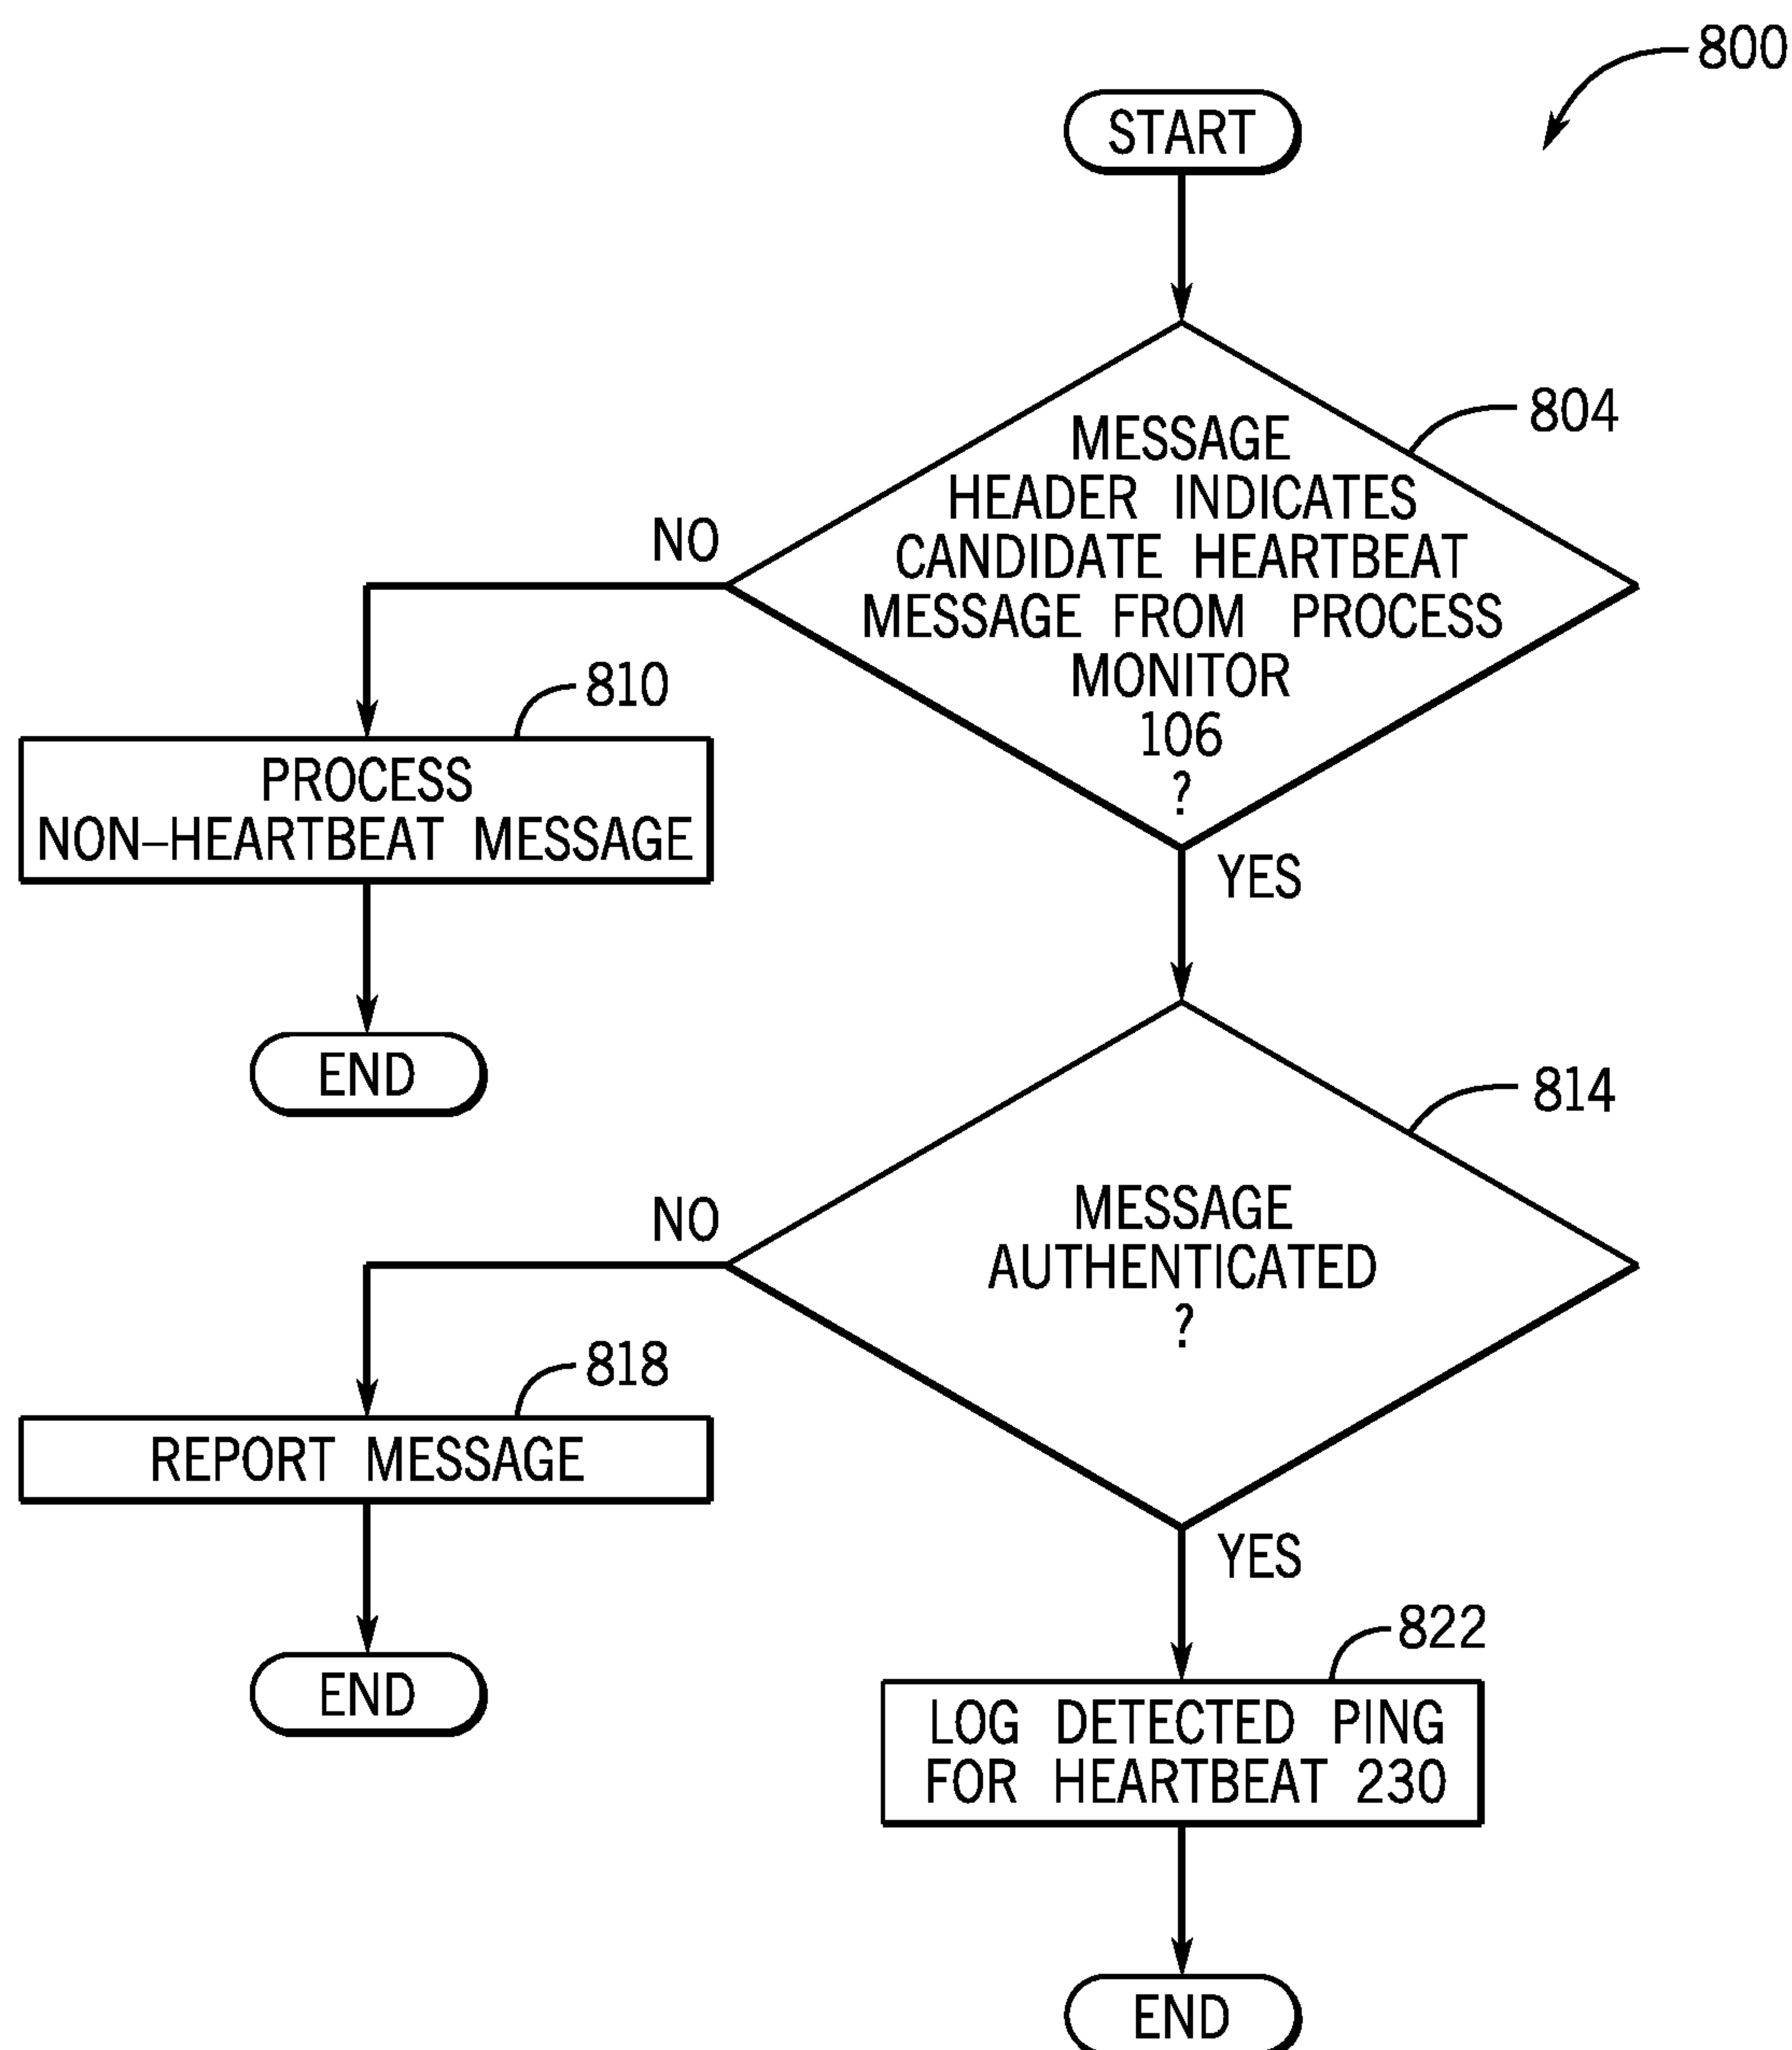 800
START
804
MESSAGE
HEADER INDICATES
CANDIDATE HEARTBEAT
MESSAGE FROM PROCESS
MONITOR
106
?
NO
YES
810
PROCESS
NON–HEARTBEAT MESSAGE
END
814
MESSAGE
AUTHENTICATED
?
NO
YES
818
REPORT MESSAGE
END
822
LOG DETECTED PING
FOR HEARTBEAT 230
END